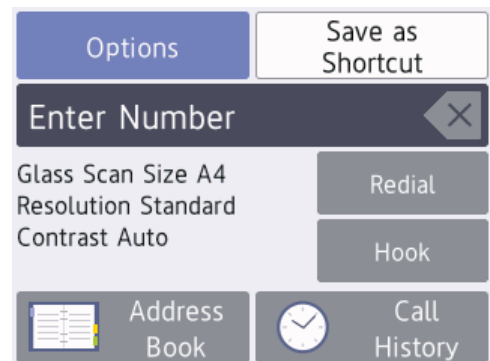 Options
Save as
Shortcut
Enter Number
Glass Scan Size A4
Resolution Standard
Contrast Auto
Redial
Hook
Address
Book
Call
History